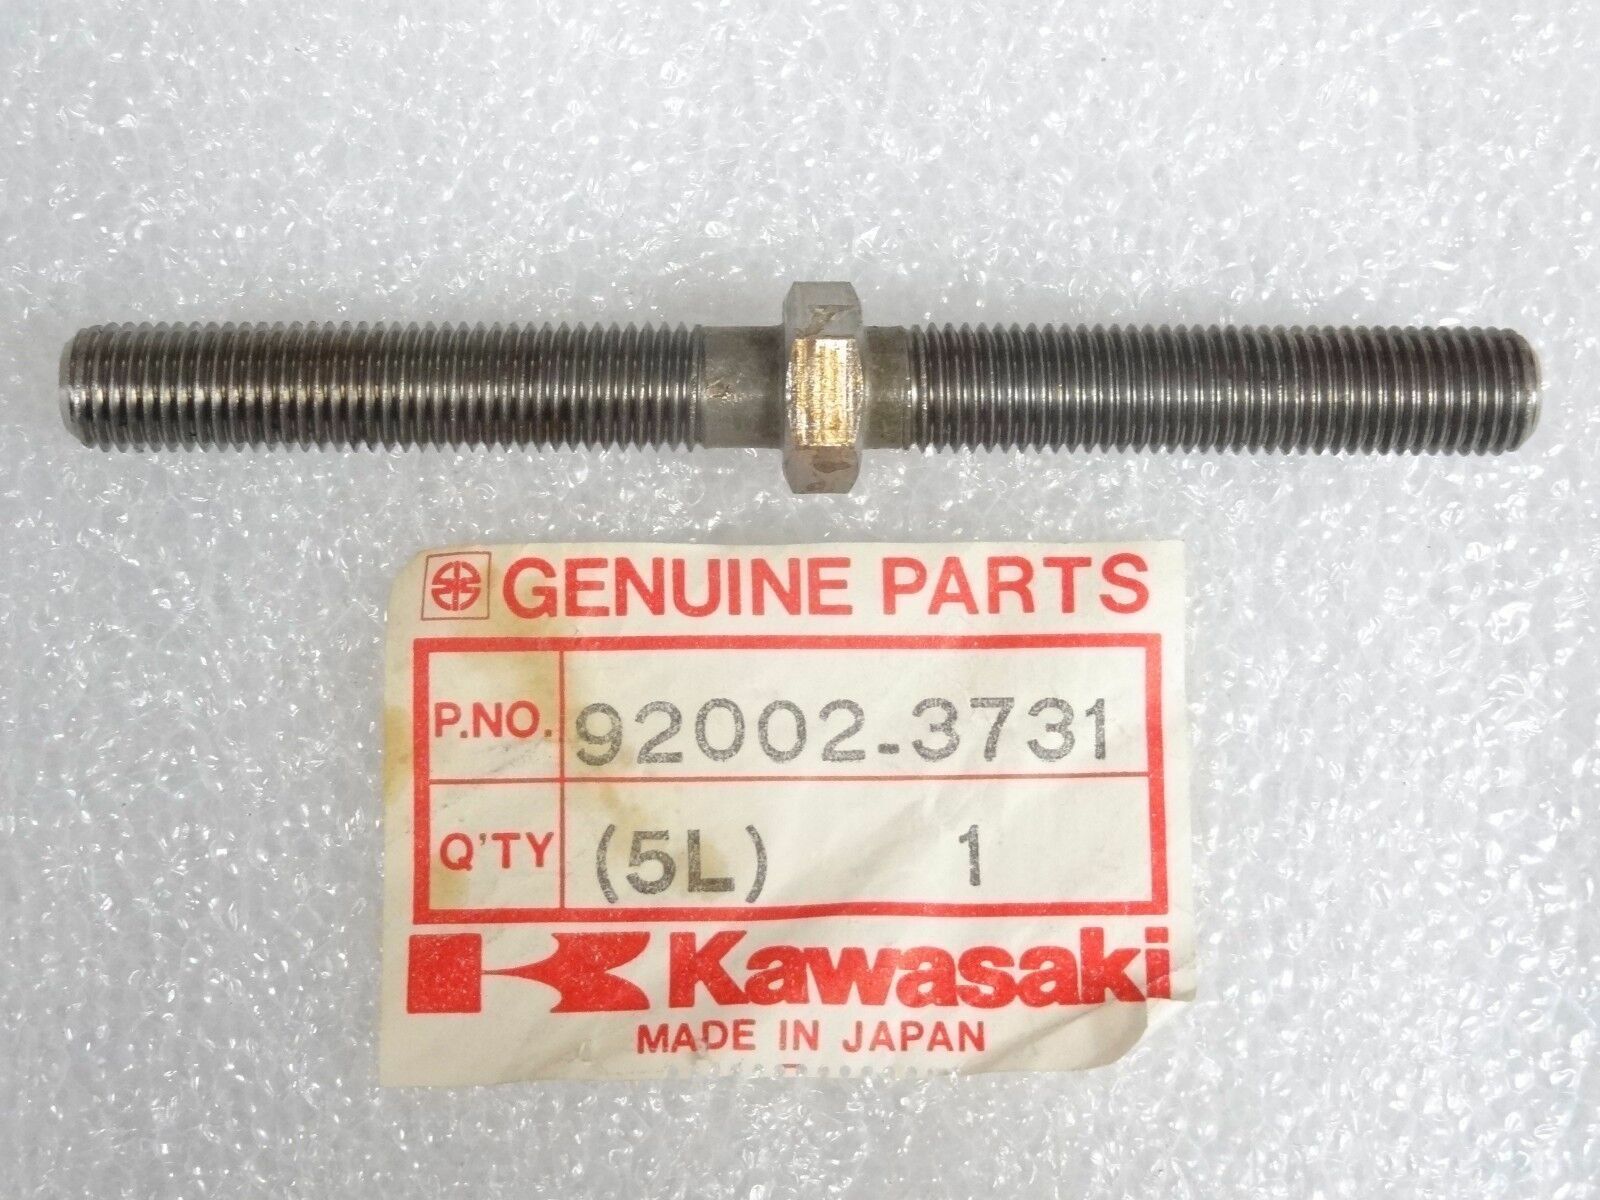 GENUINE PARTS
P.NO. 92002-3731
Q'TY (5L) 1
Kawasaki
MADE IN JAPAN